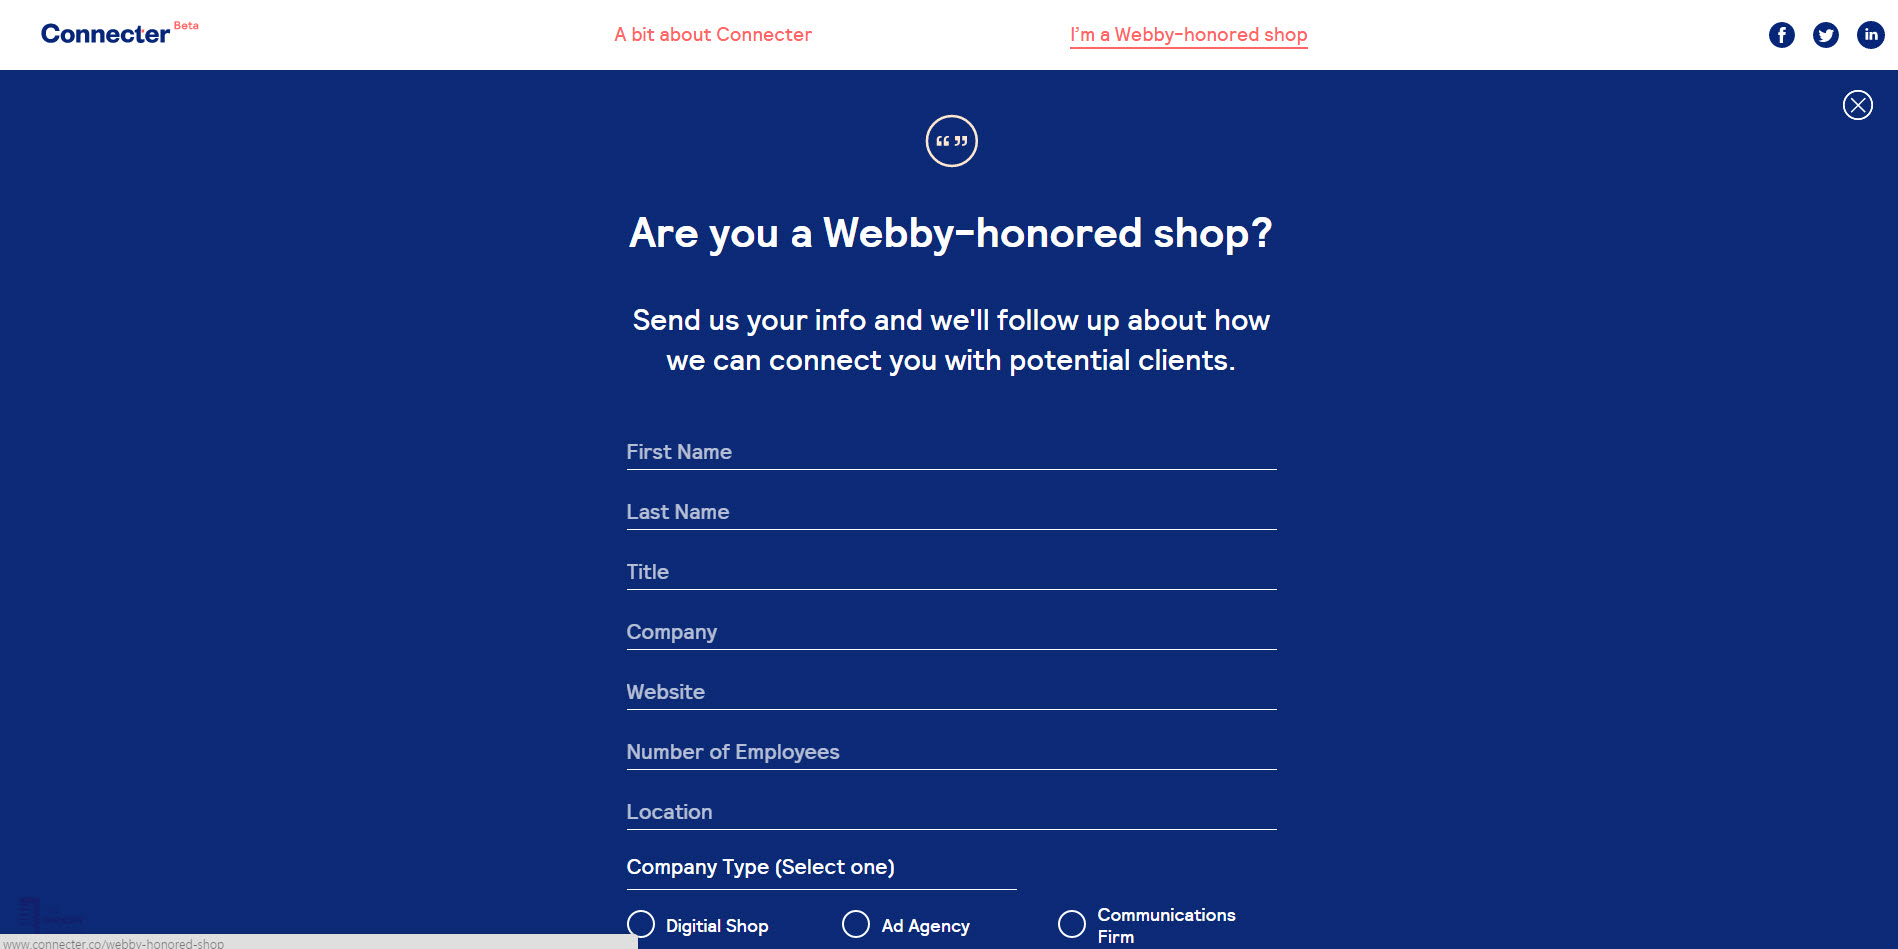 Connecter Beta
A bit about Connecter
I'm a Webby-honored shop
f
in
“ ”
Are you a Webby-honored shop?
Send us your info and we'll follow up about how
we can connect you with potential clients.
First Name
Last Name
Title
Company
Website
Number of Employees
Location
Company Type (Select one)
Digitial Shop
Ad Agency
Communications
Firm
www.connecter.co/webby-honored-shop